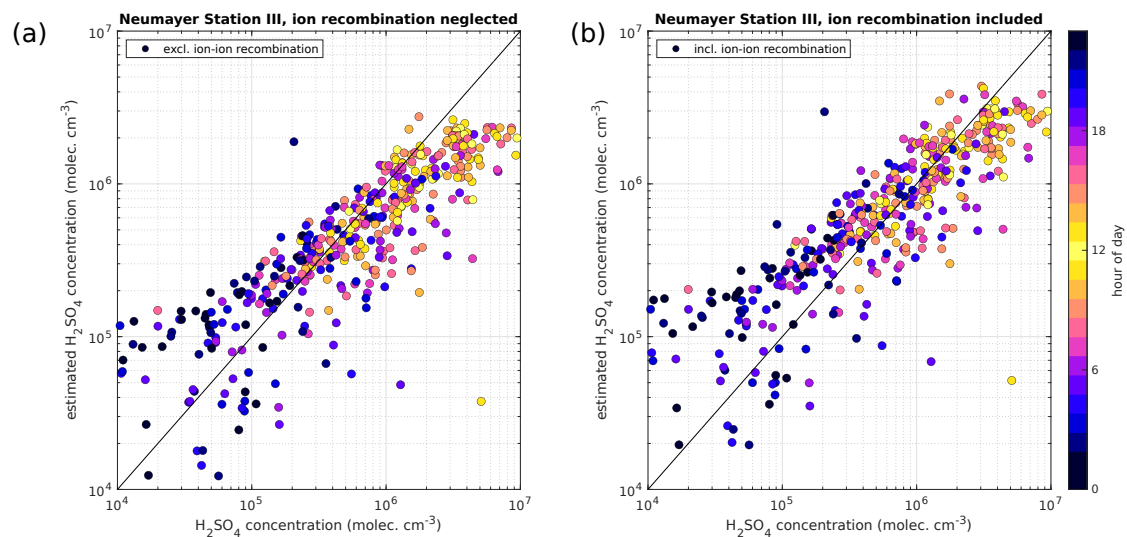 Neumayer Station III, ion recombination neglected
(a)
excl. ion-ion recombination
10^7
10^6
10^5
10^4
estimated H_2SO_4 concentration (molec. cm^-3)
10^4
10^5
10^6
10^7
H_2SO_4 concentration (molec. cm^-3)
Neumayer Station III, ion recombination included
(b)
incl. ion-ion recombination
10^7
10^6
10^5
10^4
estimated H_2SO_4 concentration (molec. cm^-3)
10^4
10^5
10^6
10^7
H_2SO_4 concentration (molec. cm^-3)
18
12
6
0
hour of day